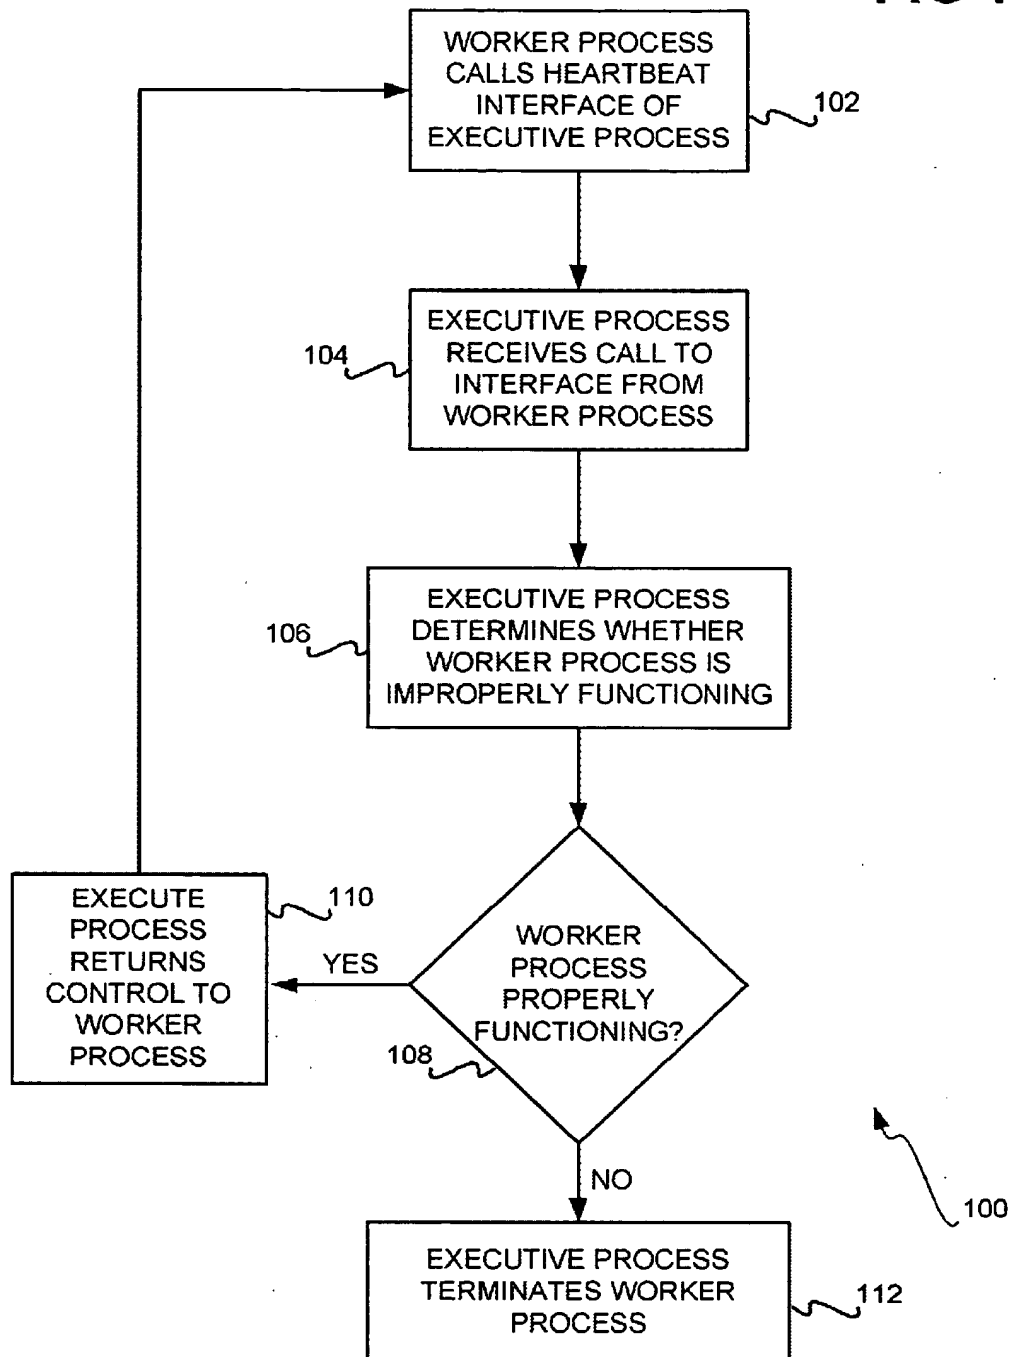 WORKER PROCESS
CALLS HEARTBEAT
INTERFACE OF
EXECUTIVE PROCESS
102
EXECUTIVE PROCESS
RECEIVES CALL TO
INTERFACE FROM
WORKER PROCESS
104
EXECUTIVE PROCESS
DETERMINES WHETHER
WORKER PROCESS IS
IMPROPERLY FUNCTIONING
106
WORKER
PROCESS
PROPERLY
FUNCTIONING?
108
YES
EXECUTE
PROCESS
RETURNS
CONTROL TO
WORKER
PROCESS
110
NO
EXECUTIVE PROCESS
TERMINATES WORKER
PROCESS
112
100